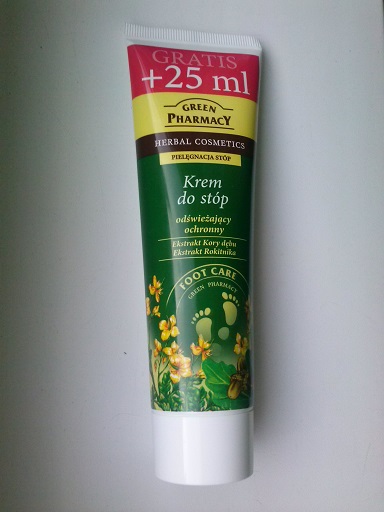 GRATIS
+25 ml
GREEN
PHARMACY
HERBAL COSMETICS
PIELĘGNACJA STÓP
Krem
do stóp
odświeżający
ochronny
Ekstrakt Kory dębu
Ekstrakt Rokitnika
FOOT CARE
GREEN PHARMACY